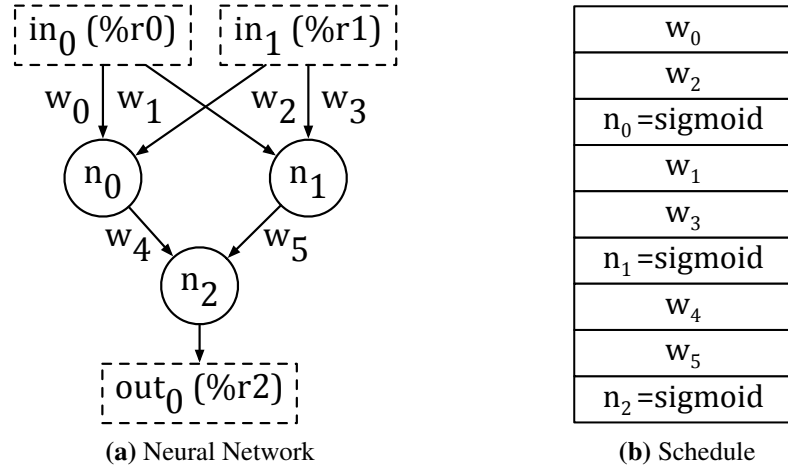 in₀ (%r0) in₁ (%r1)
w₀ w₁ w₂ w₃
n₀ n₁
w₄ w₅
n₂
out₀ (%r2)
(a) Neural Network
w₀
w₂
n₀=sigmoid
w₁
w₃
n₁=sigmoid
w₄
w₅
n₂=sigmoid
(b) Schedule